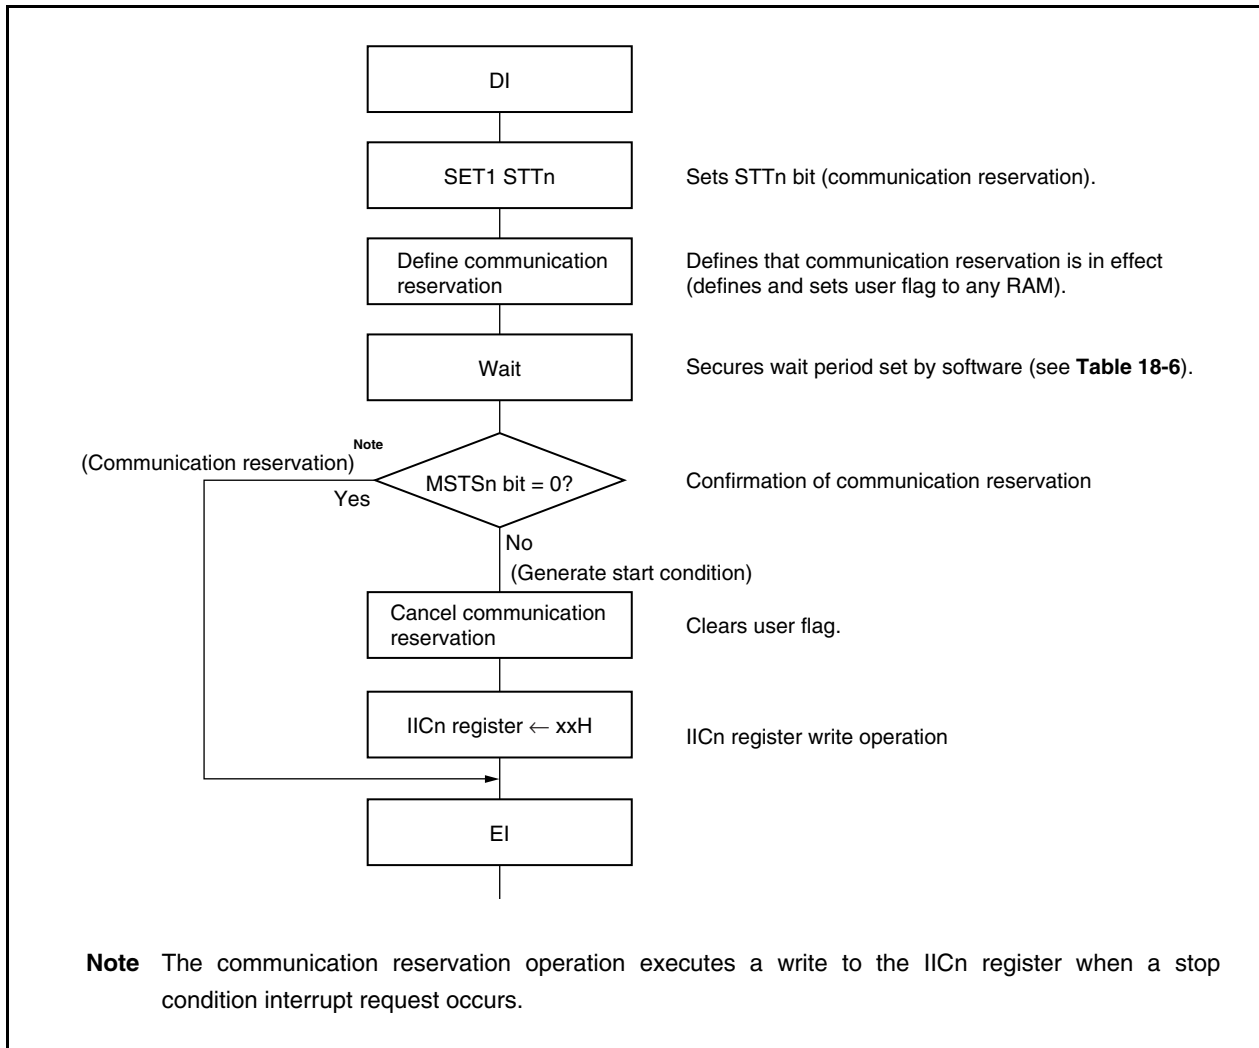 DI
SET1 STTn
Sets STTn bit (communication reservation).
Define communication
reservation
Defines that communication reservation is in effect
(defines and sets user flag to any RAM).
Wait
Secures wait period set by software (see Table 18-6).
(Communication reservation)Note
MSTSn bit = 0?
Confirmation of communication reservation
Yes
No
(Generate start condition)
Cancel communication
reservation
Clears user flag.
IICn register ← xxH
IICn register write operation
EI
Note The communication reservation operation executes a write to the IICn register when a stop
condition interrupt request occurs.